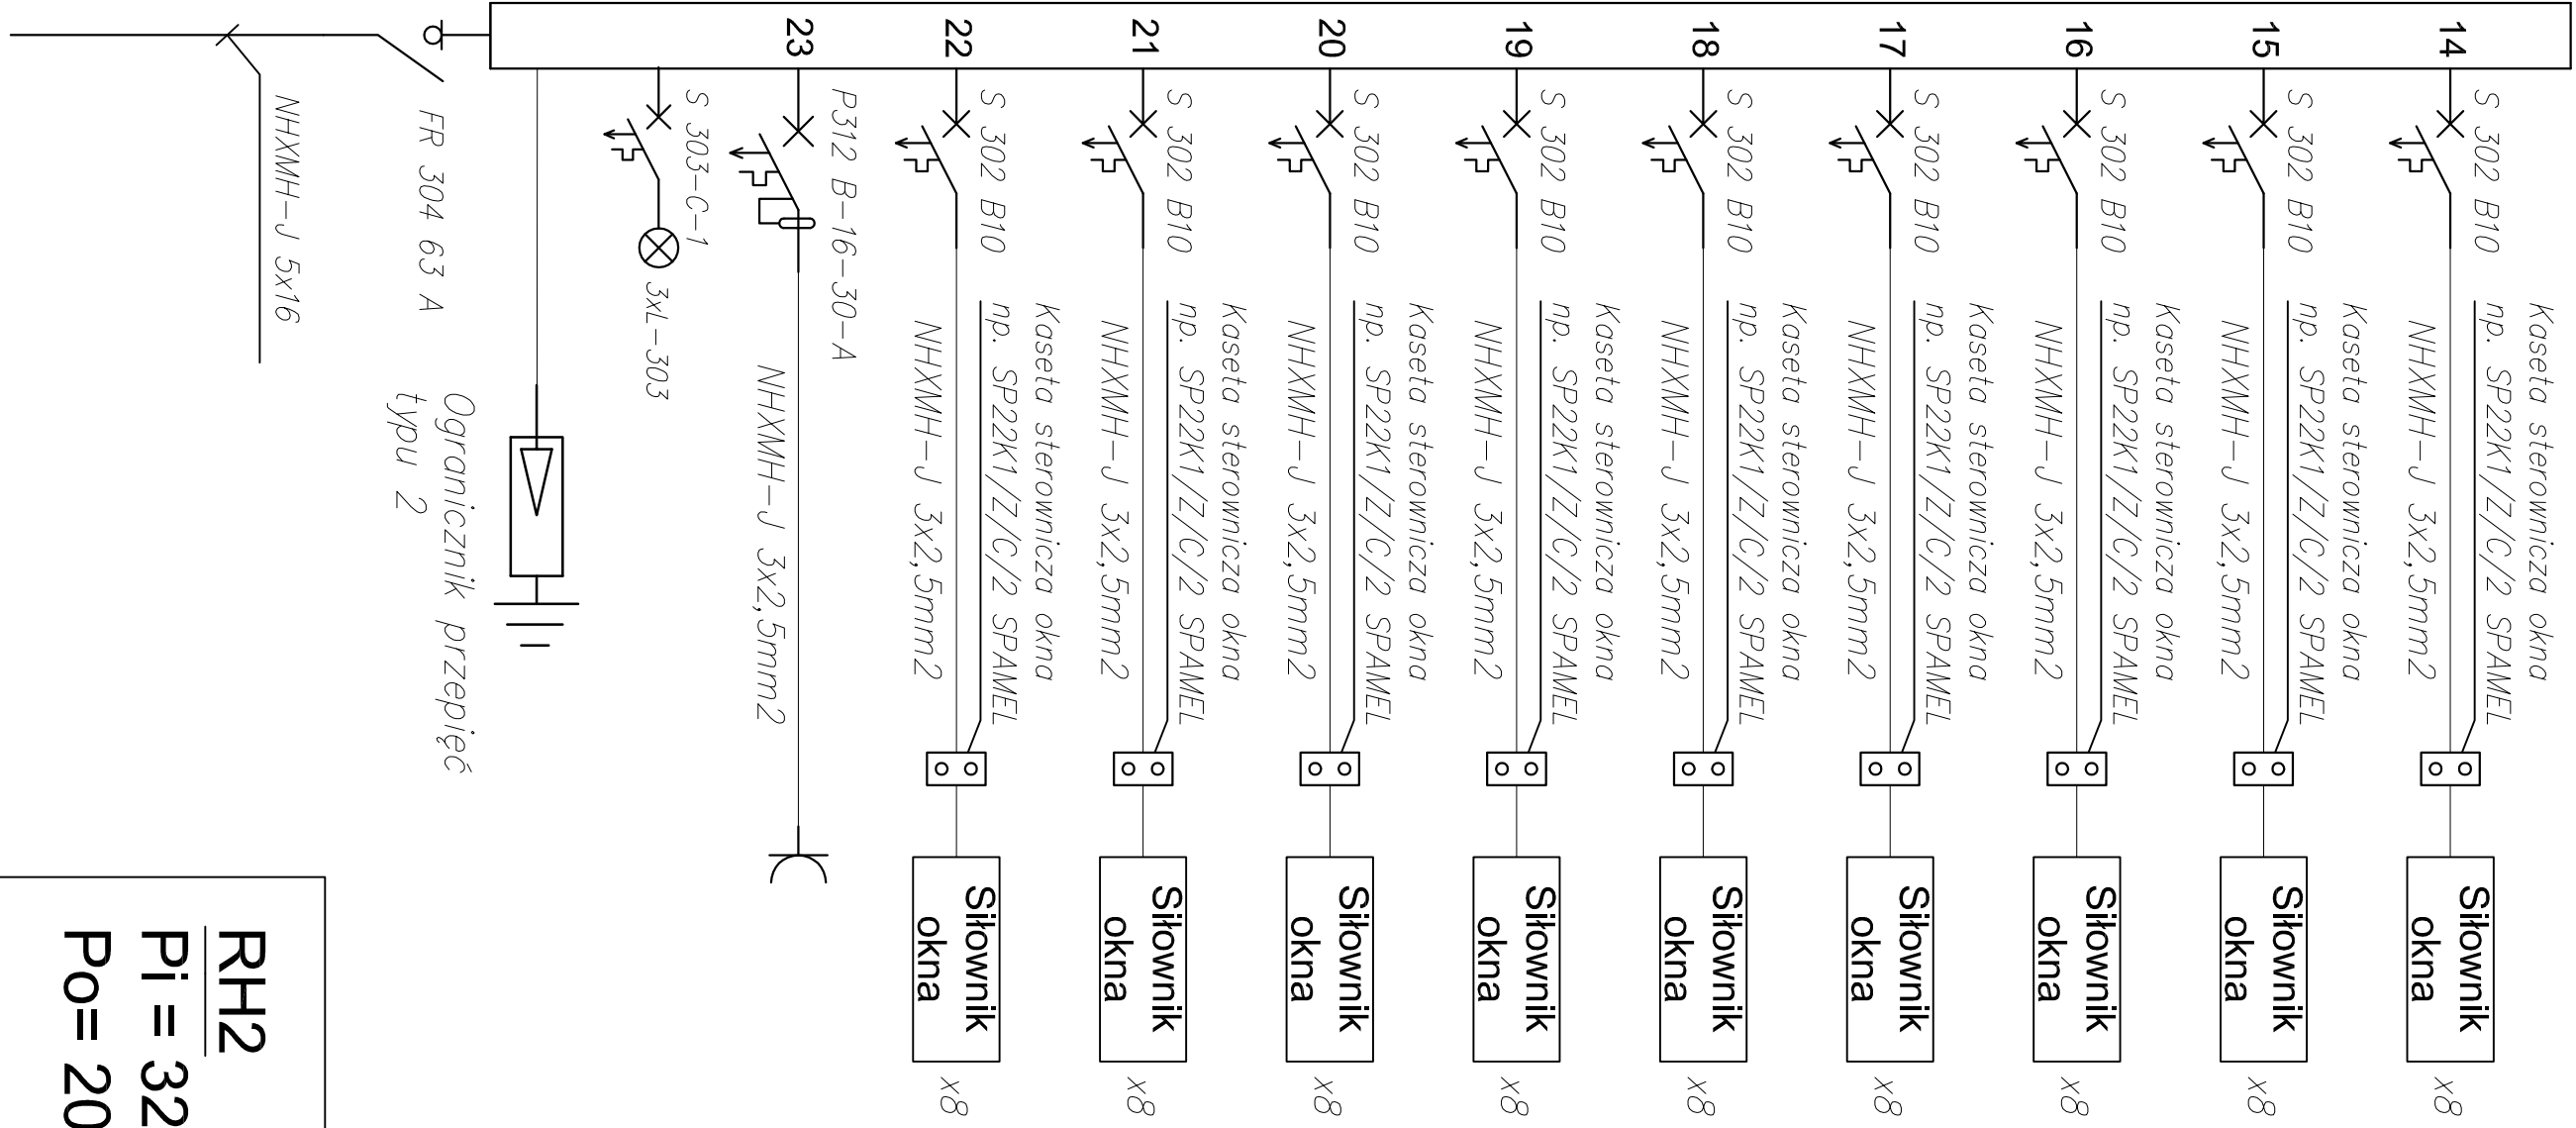 14
S 302 B10
Kaseta sterownicza okna
np. SP22K1/Z/C/2 SPAMEL
NHXMH-J 3x2,5mm2
Siłownik
okna
x8
15
S 302 B10
Kaseta sterownicza okna
np. SP22K1/Z/C/2 SPAMEL
NHXMH-J 3x2,5mm2
Siłownik
okna
x8
16
S 302 B10
Kaseta sterownicza okna
np. SP22K1/Z/C/2 SPAMEL
NHXMH-J 3x2,5mm2
Siłownik
okna
x8
17
S 302 B10
Kaseta sterownicza okna
np. SP22K1/Z/C/2 SPAMEL
NHXMH-J 3x2,5mm2
Siłownik
okna
x8
18
S 302 B10
Kaseta sterownicza okna
np. SP22K1/Z/C/2 SPAMEL
NHXMH-J 3x2,5mm2
Siłownik
okna
x8
19
S 302 B10
Kaseta sterownicza okna
np. SP22K1/Z/C/2 SPAMEL
NHXMH-J 3x2,5mm2
Siłownik
okna
x8
20
S 302 B10
Kaseta sterownicza okna
np. SP22K1/Z/C/2 SPAMEL
NHXMH-J 3x2,5mm2
Siłownik
okna
x8
21
S 302 B10
Kaseta sterownicza okna
np. SP22K1/Z/C/2 SPAMEL
NHXMH-J 3x2,5mm2
Siłownik
okna
x8
22
S 302 B10
Kaseta sterownicza okna
np. SP22K1/Z/C/2 SPAMEL
NHXMH-J 3x2,5mm2
Siłownik
okna
x8
23
P312 B-16-30-A
NHXMH-J 3x2,5mm2
S 303-C-1
3xL-303
Ogranicznik przepięć
typu 2
FR 304 63 A
NHXMH-J 5x16
RH2
Pi = 32
Po= 20